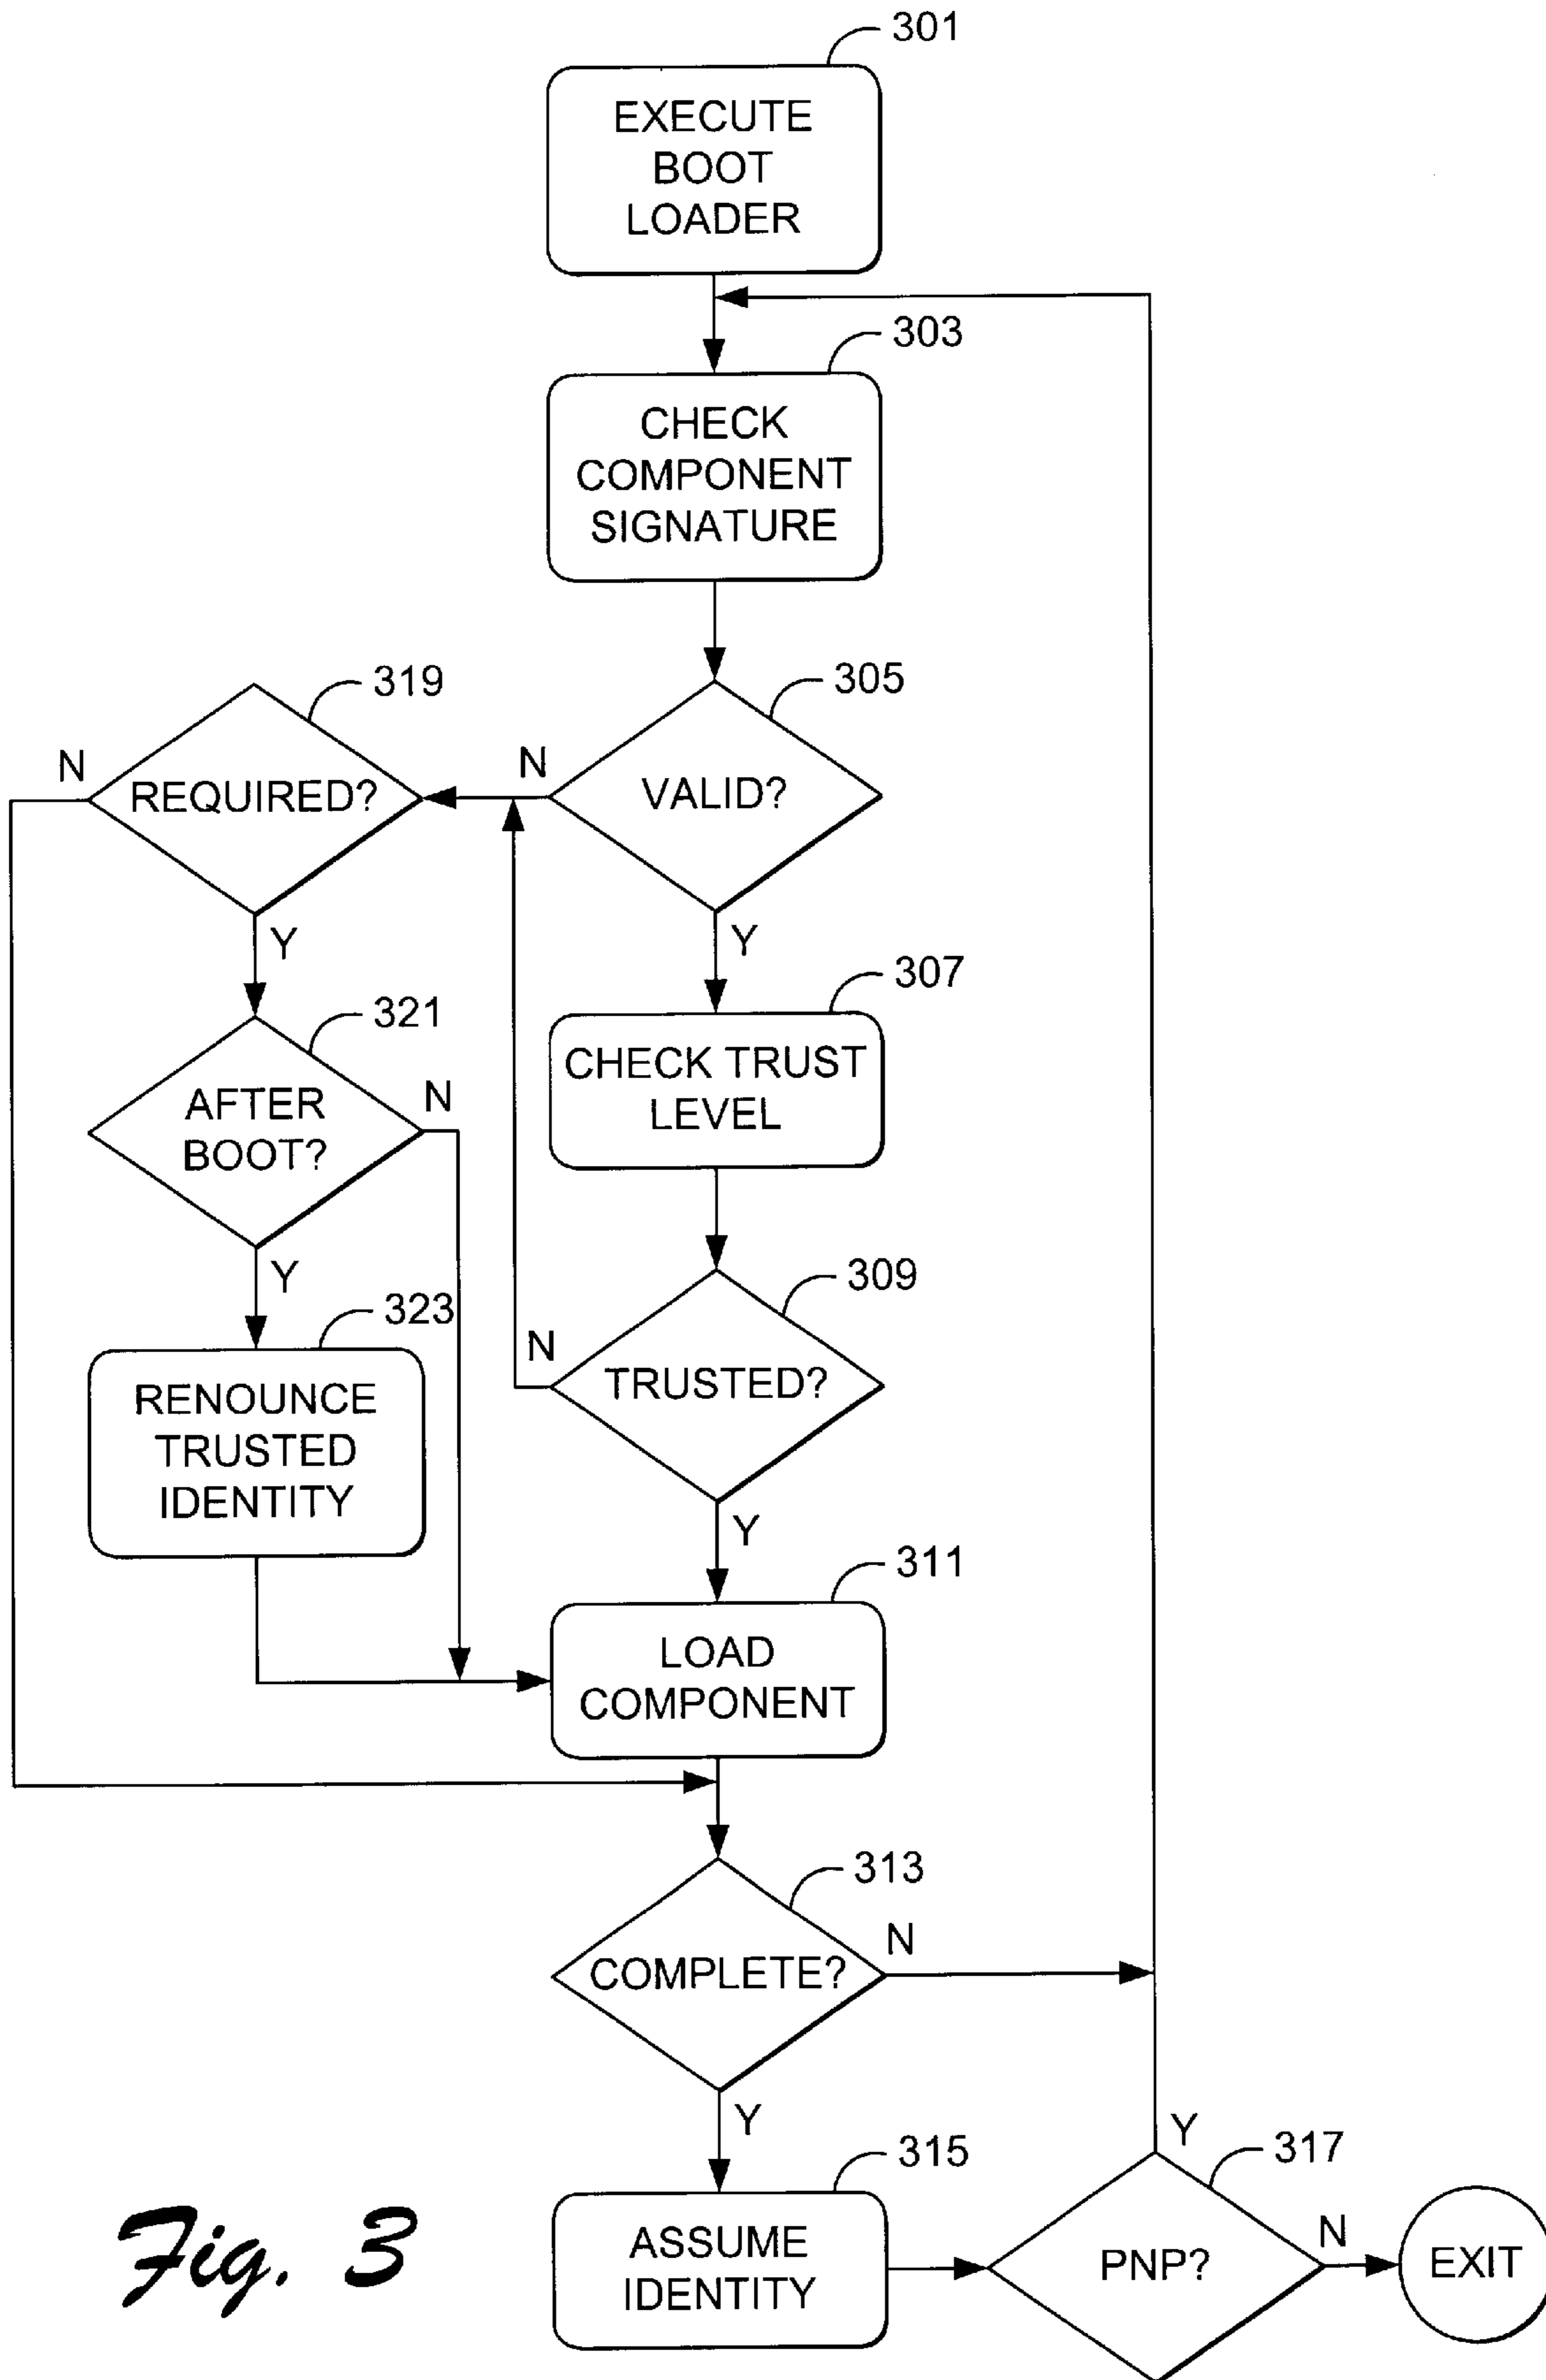 301
EXECUTE
BOOT
LOADER
303
CHECK
COMPONENT
SIGNATURE
319
305
N
REQUIRED?
N
VALID?
Y
Y
307
321
CHECK TRUST
LEVEL
AFTER
BOOT?
N
Y
309
323
N
TRUSTED?
RENOUNCE
TRUSTED
IDENTITY
Y
311
LOAD
COMPONENT
313
N
COMPLETE?
Y
Y
317
315
ASSUME
IDENTITY
PNP?
N
EXIT
Fig. 3